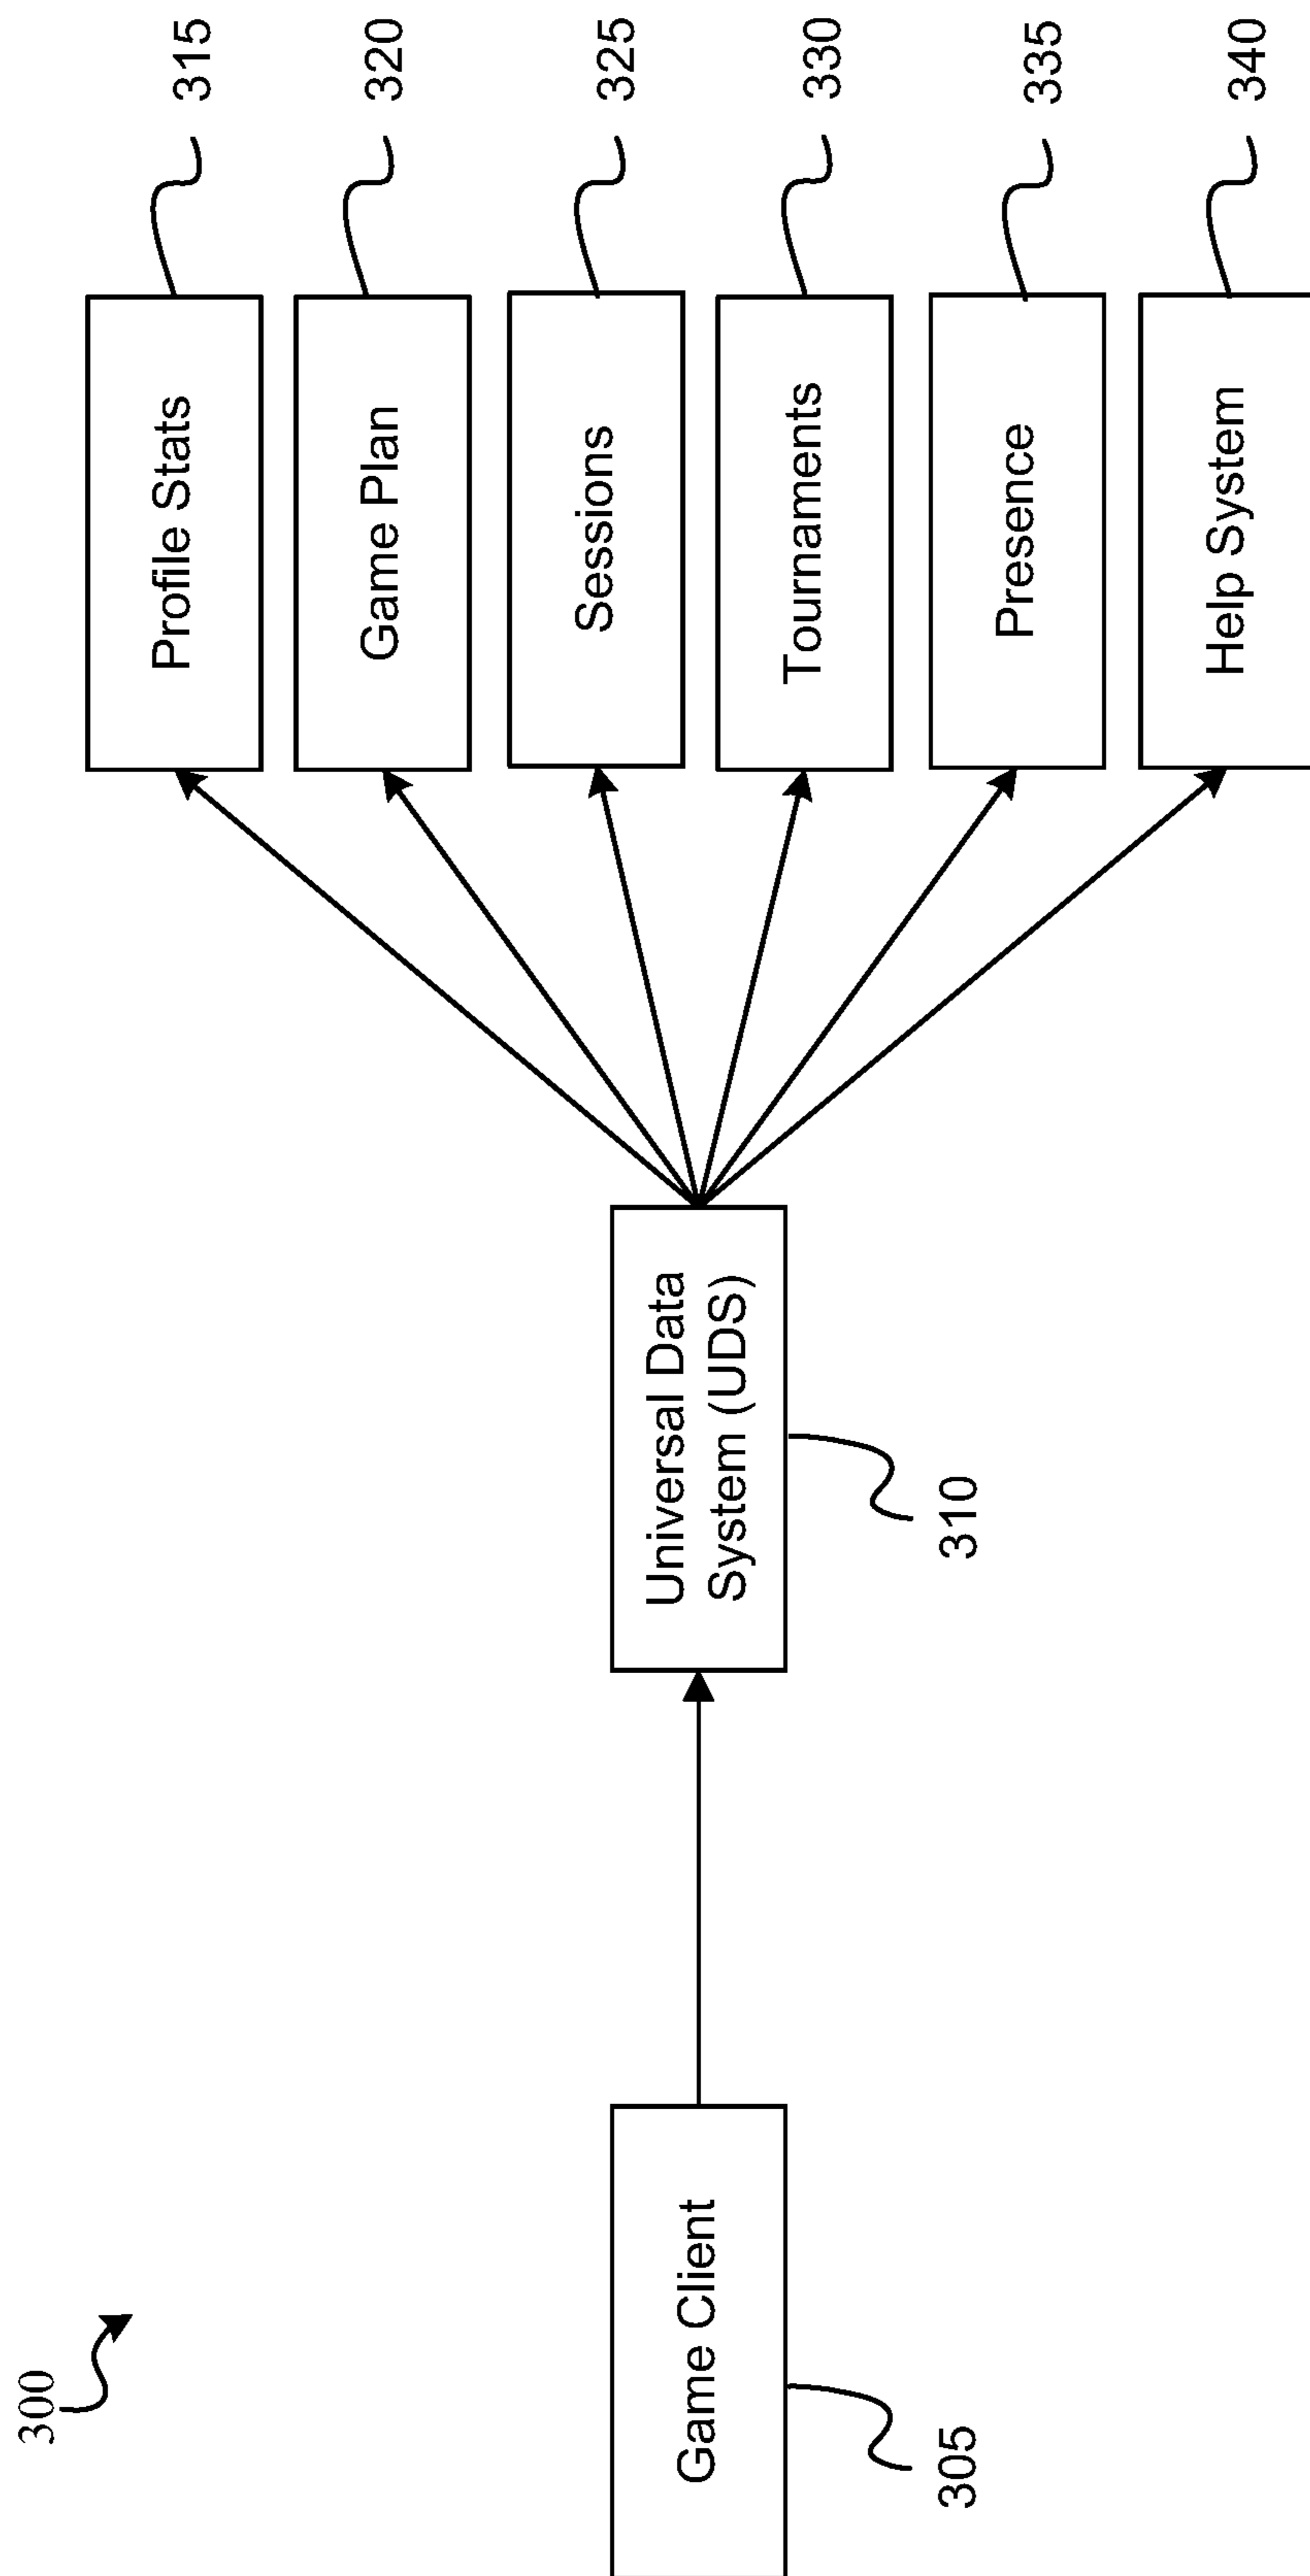 300
Game Client
305
Universal Data
System (UDS)
310
Profile Stats
315
Game Plan
320
Sessions
325
Tournaments
330
Presence
335
Help System
340